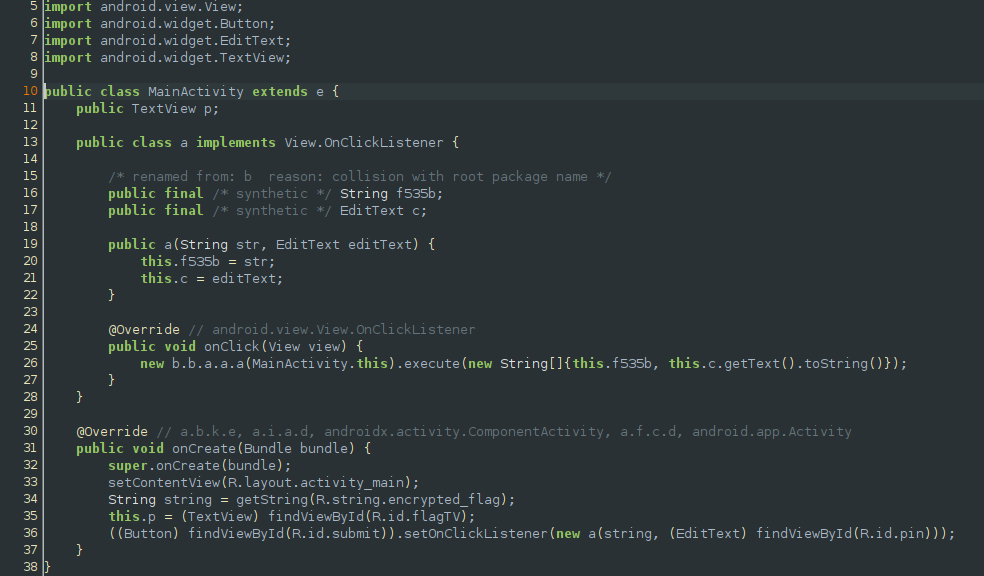 5 import android.view.View;
6 import android.widget.Button;
7 import android.widget.EditText;
8 import android.widget.TextView;
9
10 public class MainActivity extends e {
11     public TextView p;
12
13     public class a implements View.OnClickListener {
14
15         /* renamed from: b  reason: collision with root package name */
16         public final /* synthetic */ String f535b;
17         public final /* synthetic */ EditText c;
18
19         public a(String str, EditText editText) {
20             this.f535b = str;
21             this.c = editText;
22         }
23
24         @Override // android.view.View.OnClickListener
25         public void onClick(View view) {
26             new b.b.a.a.a(MainActivity.this).execute(new String[]{this.f535b, this.c.getText().toString()});
27         }
28     }
29
30     @Override // a.b.k.e, a.i.a.d, androidx.activity.ComponentActivity, a.f.c.d, android.app.Activity
31     public void onCreate(Bundle bundle) {
32         super.onCreate(bundle);
33         setContentView(R.layout.activity_main);
34         String string = getString(R.string.encrypted_flag);
35         this.p = (TextView) findViewById(R.id.flagTV);
36         ((Button) findViewById(R.id.submit)).setOnClickListener(new a(string, (EditText) findViewById(R.id.pin)));
37     }
38 }